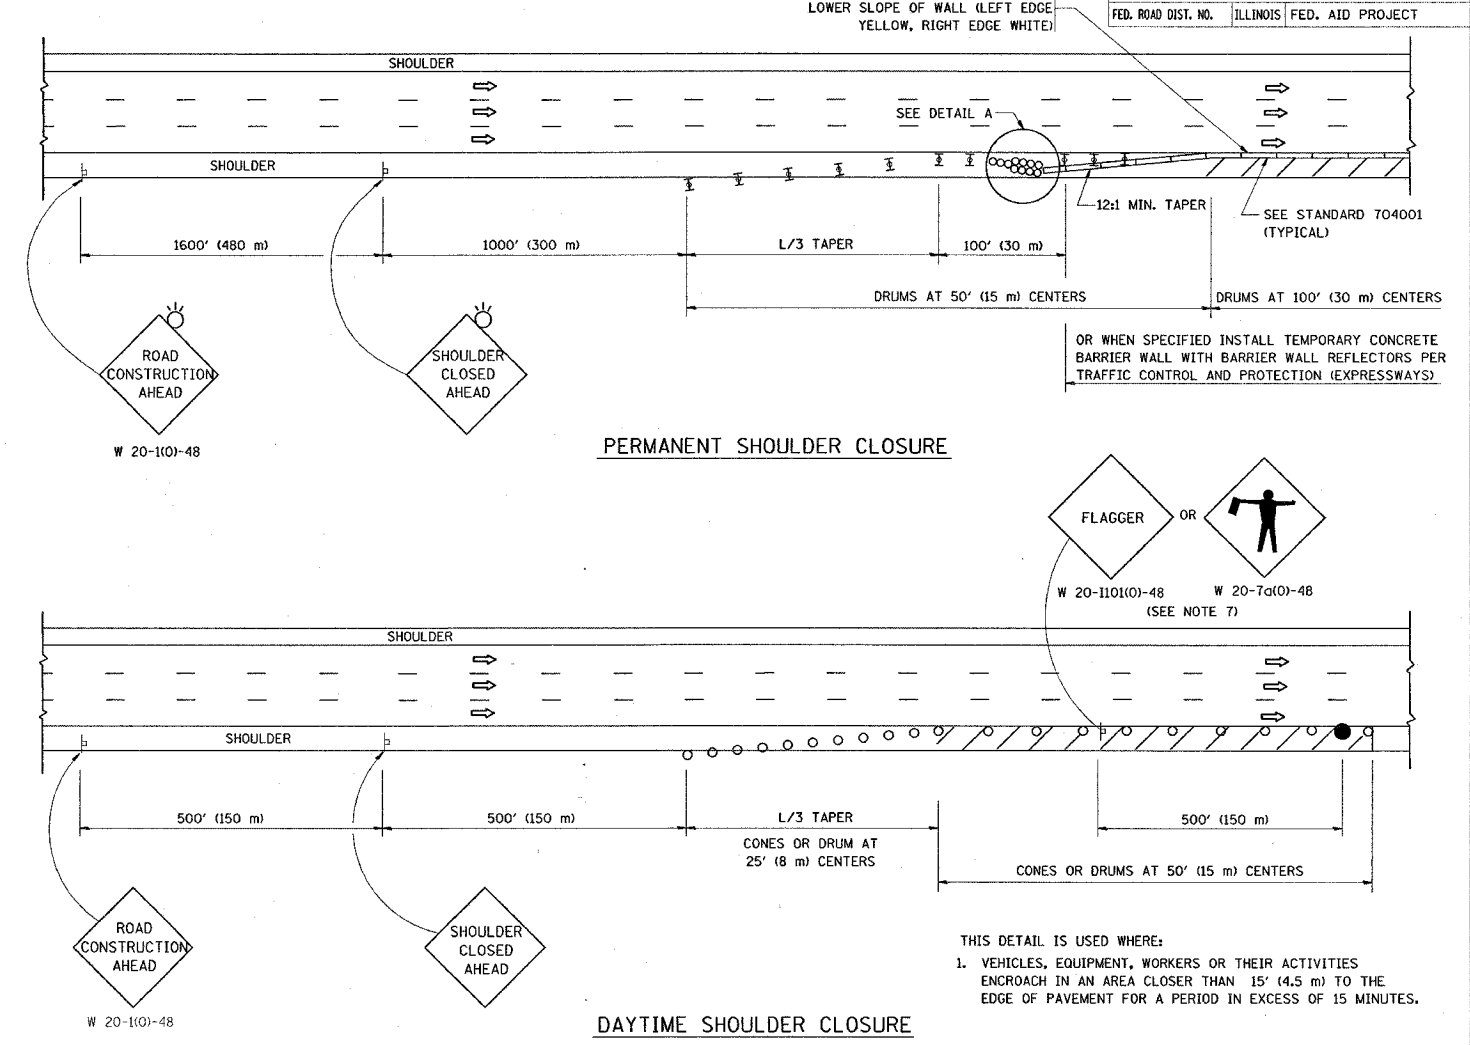 LOWER SLOPE OF WALL (LEFT EDGE
YELLOW, RIGHT EDGE WHITE)
FED. ROAD DIST. NO. ILLINOIS FED. AID PROJECT
SHOULDER
SEE DETAIL A
SHOULDER
12:1 MIN. TAPER
SEE STANDARD 704001
(TYPICAL)
1600' (480 m)
1000' (300 m)
L/3 TAPER
100' (30 m)
DRUMS AT 50' (15 m) CENTERS
DRUMS AT 100' (30 m) CENTERS
OR WHEN SPECIFIED INSTALL TEMPORARY CONCRETE
BARRIER WALL WITH BARRIER WALL REFLECTORS PER
TRAFFIC CONTROL AND PROTECTION (EXPRESSWAYS)
ROAD
CONSTRUCTION
AHEAD
SHOULDER
CLOSED
AHEAD
W 20-1(O)-48
PERMANENT SHOULDER CLOSURE
FLAGGER
OR
W 20-I101(O)-48
W 20-7a(O)-48
(SEE NOTE 7)
SHOULDER
SHOULDER
500' (150 m)
500' (150 m)
L/3 TAPER
CONES OR DRUM AT
25' (8 m) CENTERS
500' (150 m)
CONES OR DRUMS AT 50' (15 m) CENTERS
ROAD
CONSTRUCTION
AHEAD
SHOULDER
CLOSED
AHEAD
W 20-1(O)-48
THIS DETAIL IS USED WHERE:
1. VEHICLES, EQUIPMENT, WORKERS OR THEIR ACTIVITIES
ENCROACH IN AN AREA CLOSER THAN 15' (4.5 m) TO THE
EDGE OF PAVEMENT FOR A PERIOD IN EXCESS OF 15 MINUTES.
DAYTIME SHOULDER CLOSURE